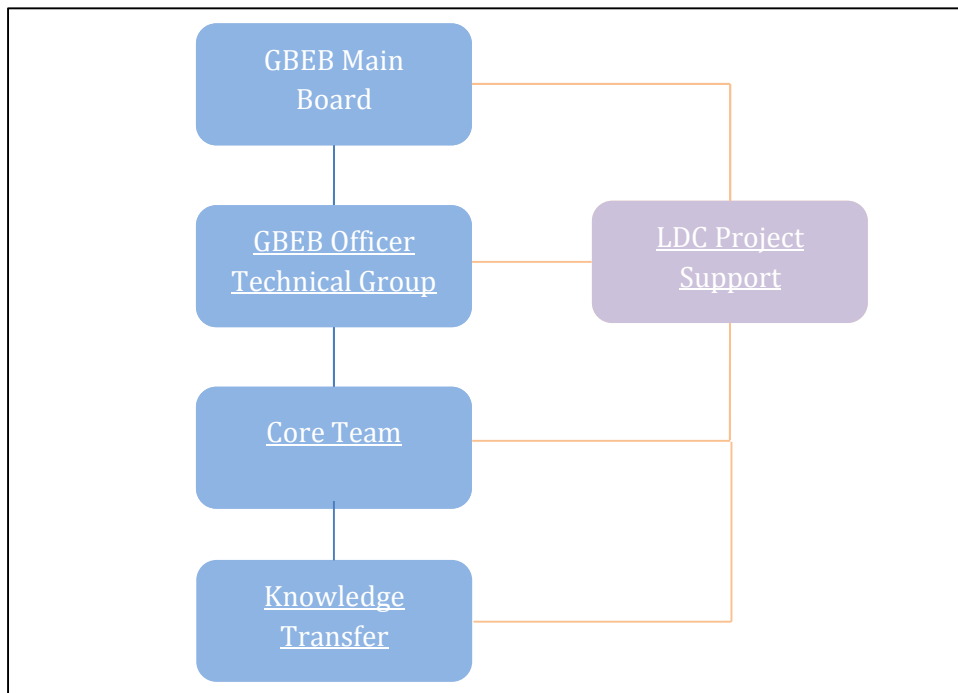 GBEB Main
Board
GBEB Officer
Technical Group
LDC Project
Support
Core Team
Knowledge
Transfer